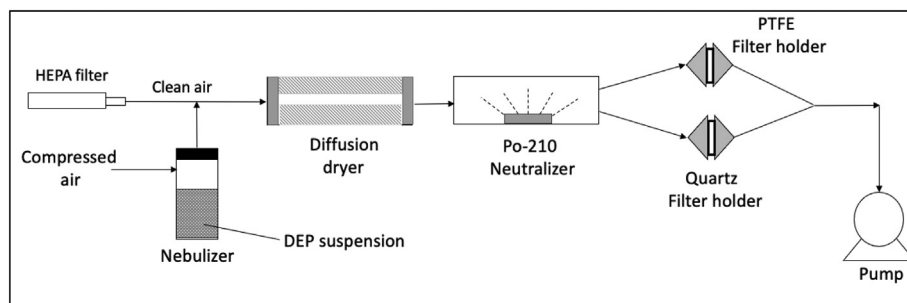 PTFE
Filter holder
HEPA filter
Clean air
Compressed
air
Diffusion
dryer
Po-210
Neutralizer
Quartz
Filter holder
DEP suspension
Nebulizer
Pump